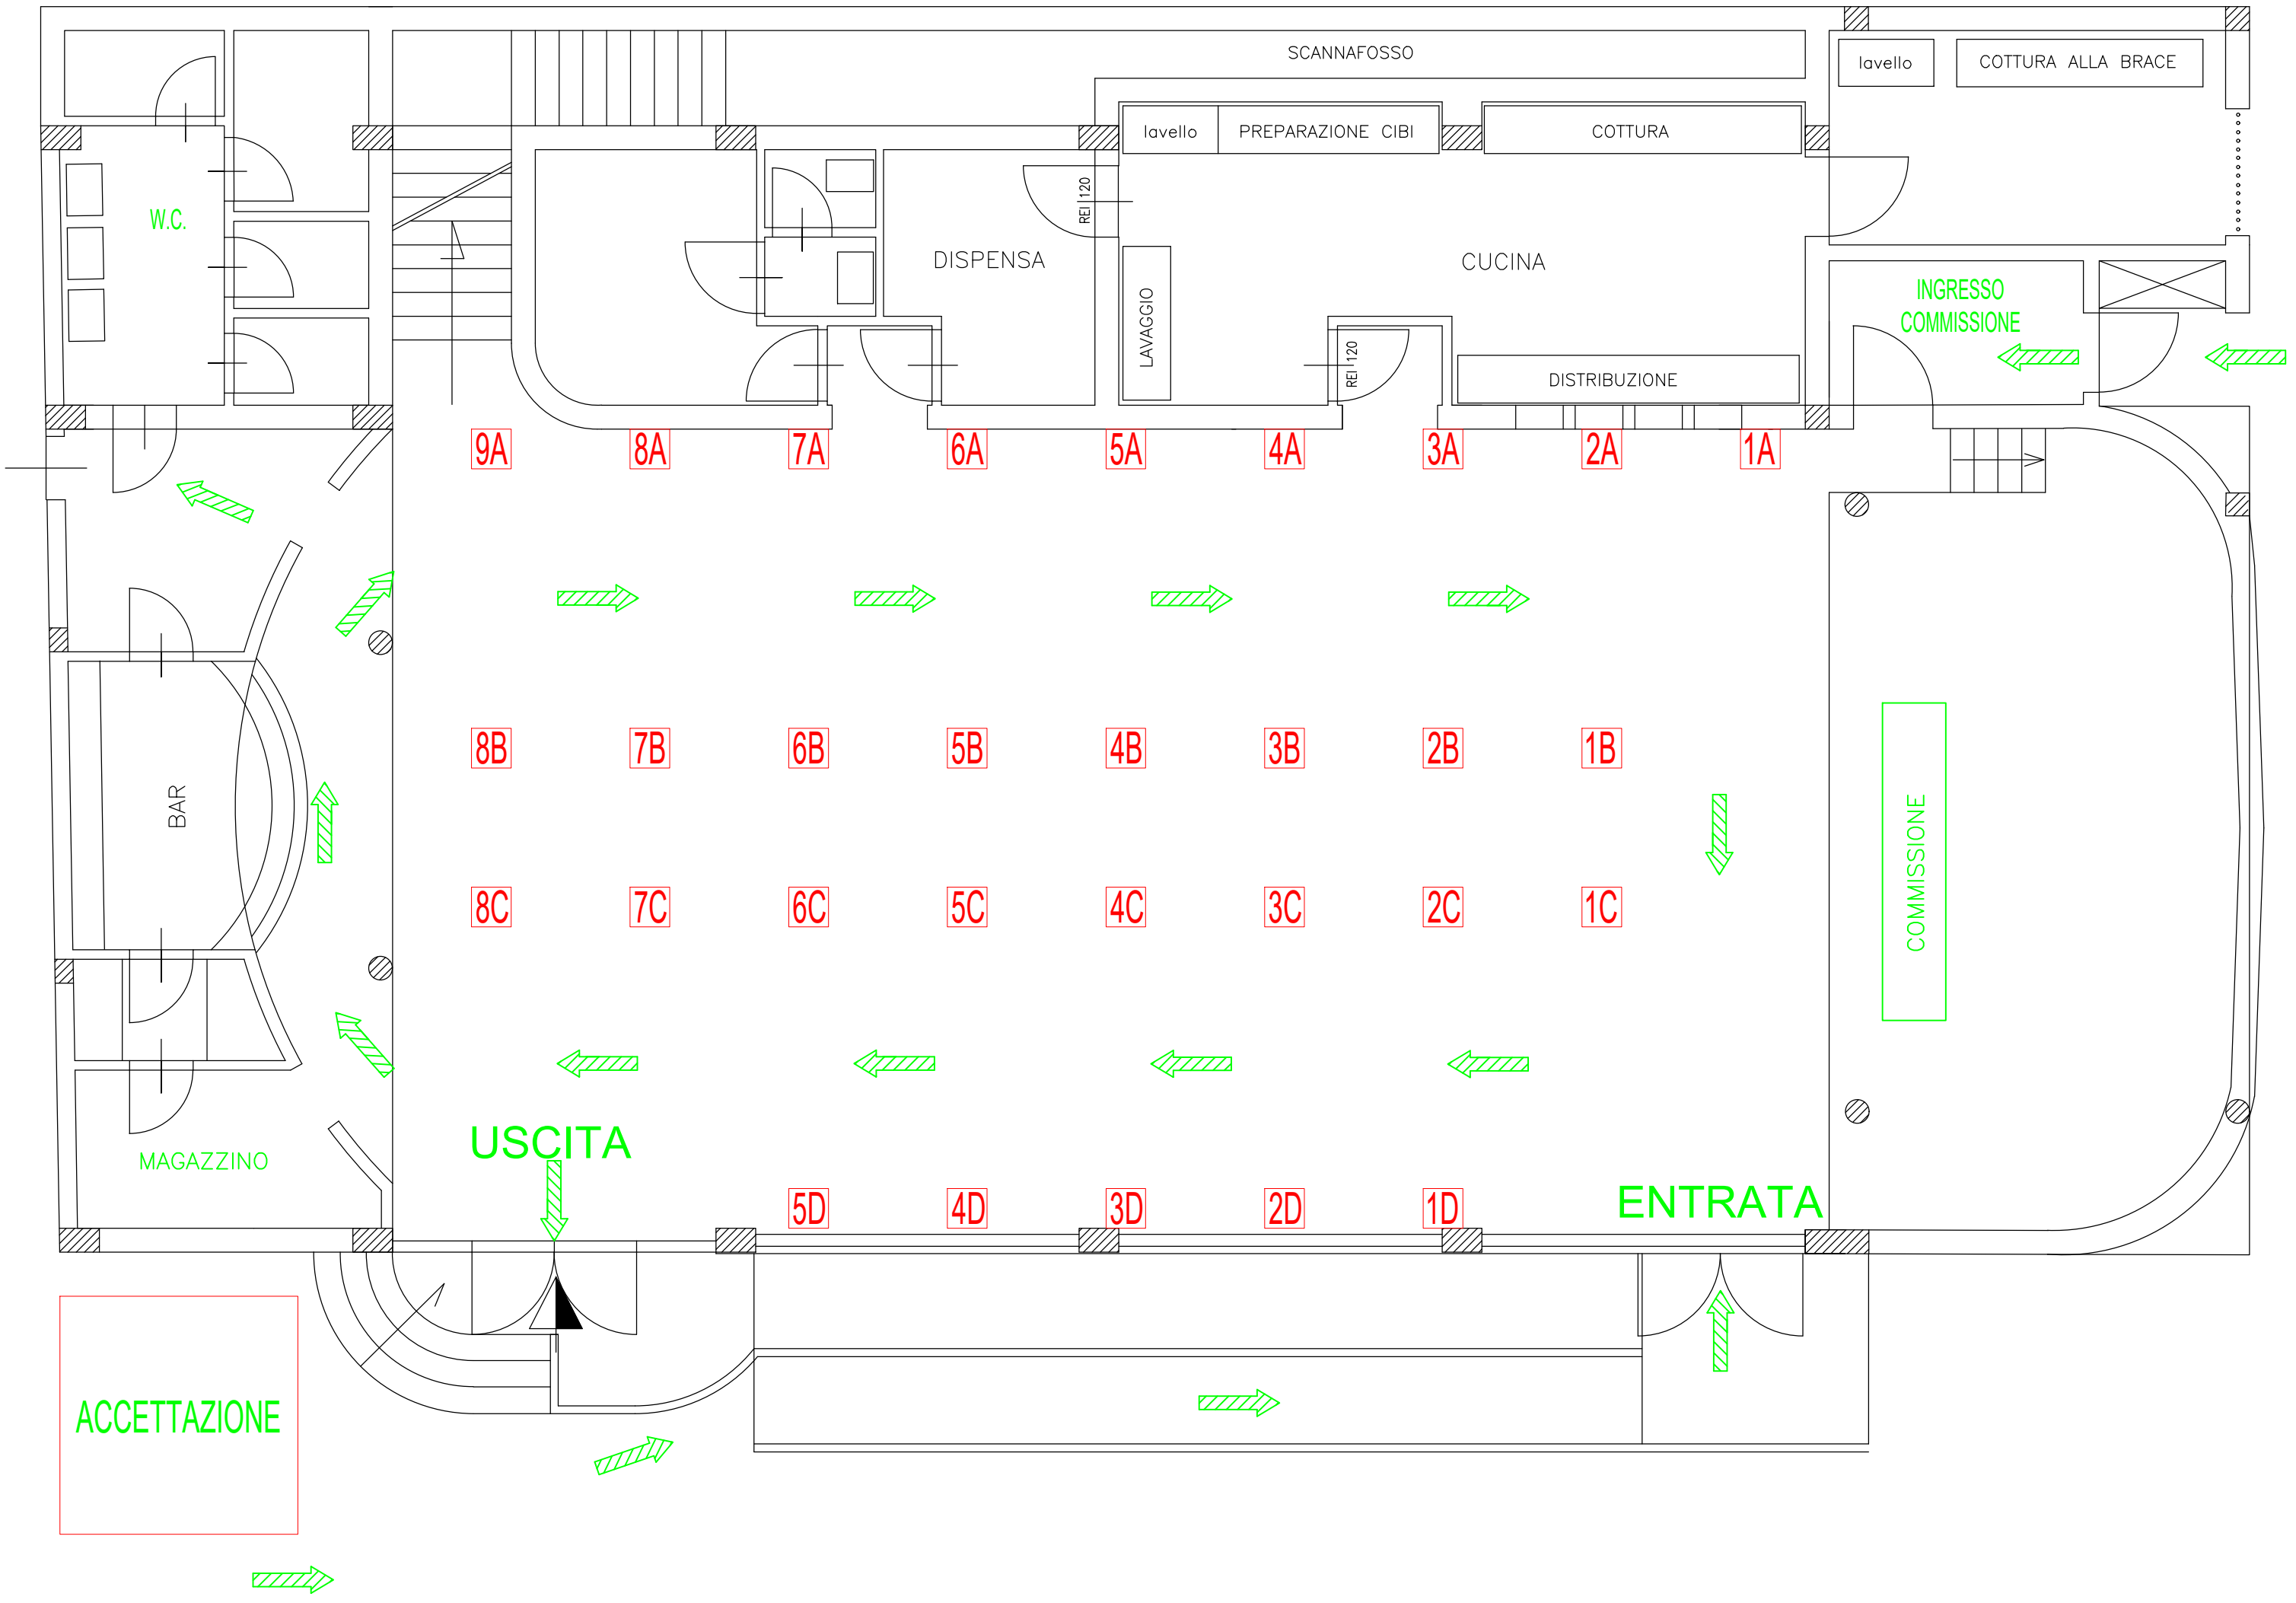 SCANNAFOSSO
lavello
COTTURA ALLA BRACE
lavello
PREPARAZIONE CIBI
COTTURA
W.C.
REI 120
DISPENSA
CUCINA
INGRESSO
COMMISSIONE
LAVAGGIO
REI 120
DISTRIBUZIONE
9A 8A 7A 6A 5A 4A 3A 2A 1A
8B 7B 6B 5B 4B 3B 2B 1B
BAR
COMMISSIONE
8C 7C 6C 5C 4C 3C 2C 1C
USCITA
MAGAZZINO
5D 4D 3D 2D 1D
ENTRATA
ACCETTAZIONE